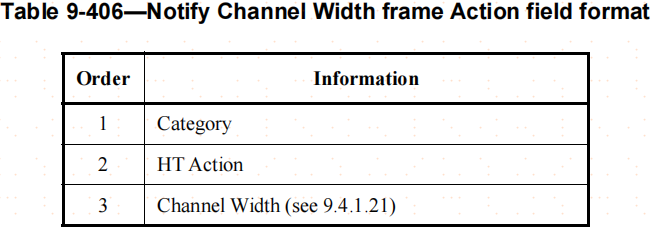 Table 9-406—Notify Channel Width frame Action field format
Order Information
1 Category
2 HT Action
3 Channel Width (see 9.4.1.21)